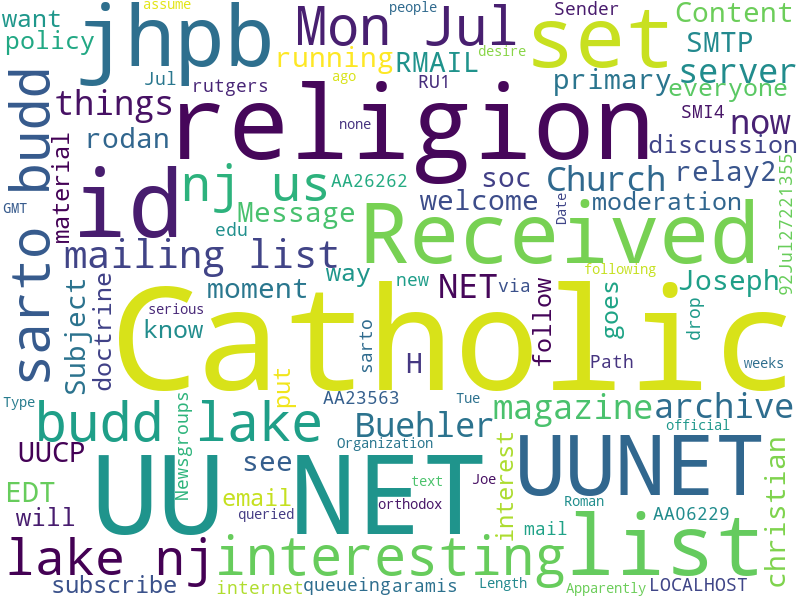 assume
people
Sender
Content
want
policy
jhpb
Mon Jul
set
SMTP
running
desire
RMAIL
Jul
rutgers
ago
RU1
primary
server
everyone
things
religion
SMI4
now
none
rodan
discussion
sarto budd
material
id
nj us
AA26262
soc
Church
relay2
GMT
Message
welcome
Date
moderation
92Jul27221355
edu
Received
mailing list
way
following
Subject
doctrine
moment
new
NET
via
follow
goes
Joseph
drop
Catholic
serious
know
sarto
H
Path
weeks
put
Type
AA23563
Tue
magazine
archive
budd lake
Newsgroups
Buehler
official
Organization
UUCP
UU NET
see
interest
UUNET
christian
EDT
email
text
Joe
orthodox
Roman
will
queried
mail
AA06229
lake nj
interesting
list
subscribe
internet
queueing
aramis
Length
Apparently
LOCALHOST